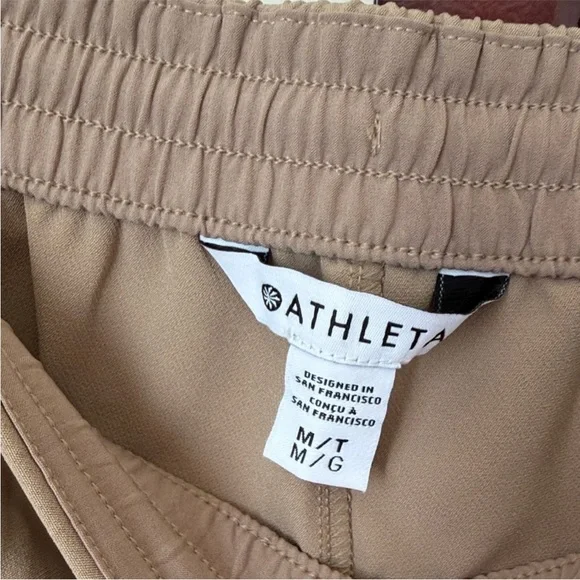 ATHLETA
DESIGNED IN
SAN FRANCISCO
CONÇU À
SAN FRANCISCO
M/T
M/G